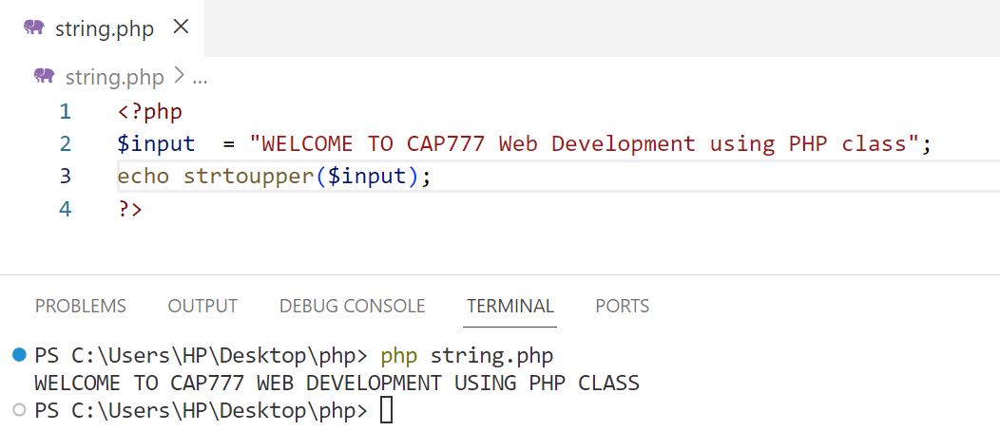 string.php
string.php > ...
1 <?php
2 $input  = "WELCOME TO CAP777 Web Development using PHP class";
3 echo strtoupper($input);
4 ?>
PROBLEMS OUTPUT DEBUG CONSOLE TERMINAL PORTS
PS C:\Users\HP\Desktop\php> php string.php
WELCOME TO CAP777 WEB DEVELOPMENT USING PHP CLASS
PS C:\Users\HP\Desktop\php>